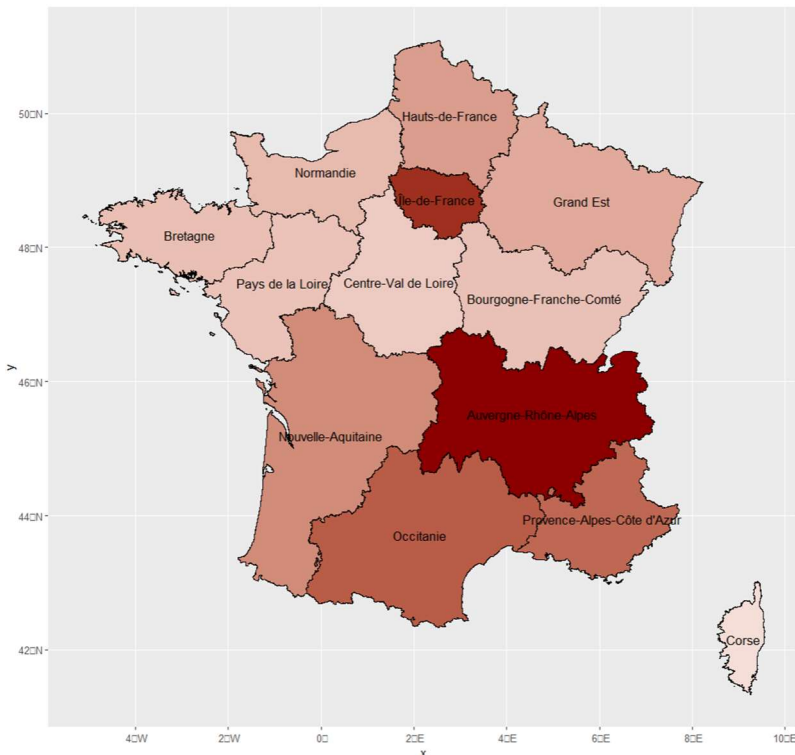 50□N
48□N
46□N
44□N
42□N
y
Hauts-de-France
Normandie
Île-de-France
Grand Est
Bretagne
Pays de la Loire
Centre-Val de Loire
Bourgogne-Franche-Comté
Auvergne-Rhône-Alpes
Nouvelle-Aquitaine
Provence-Alpes-Côte d'Azur
Occitanie
Corse
4□W
2□W
0□
2□E
4□E
6□E
8□E
10□E
x